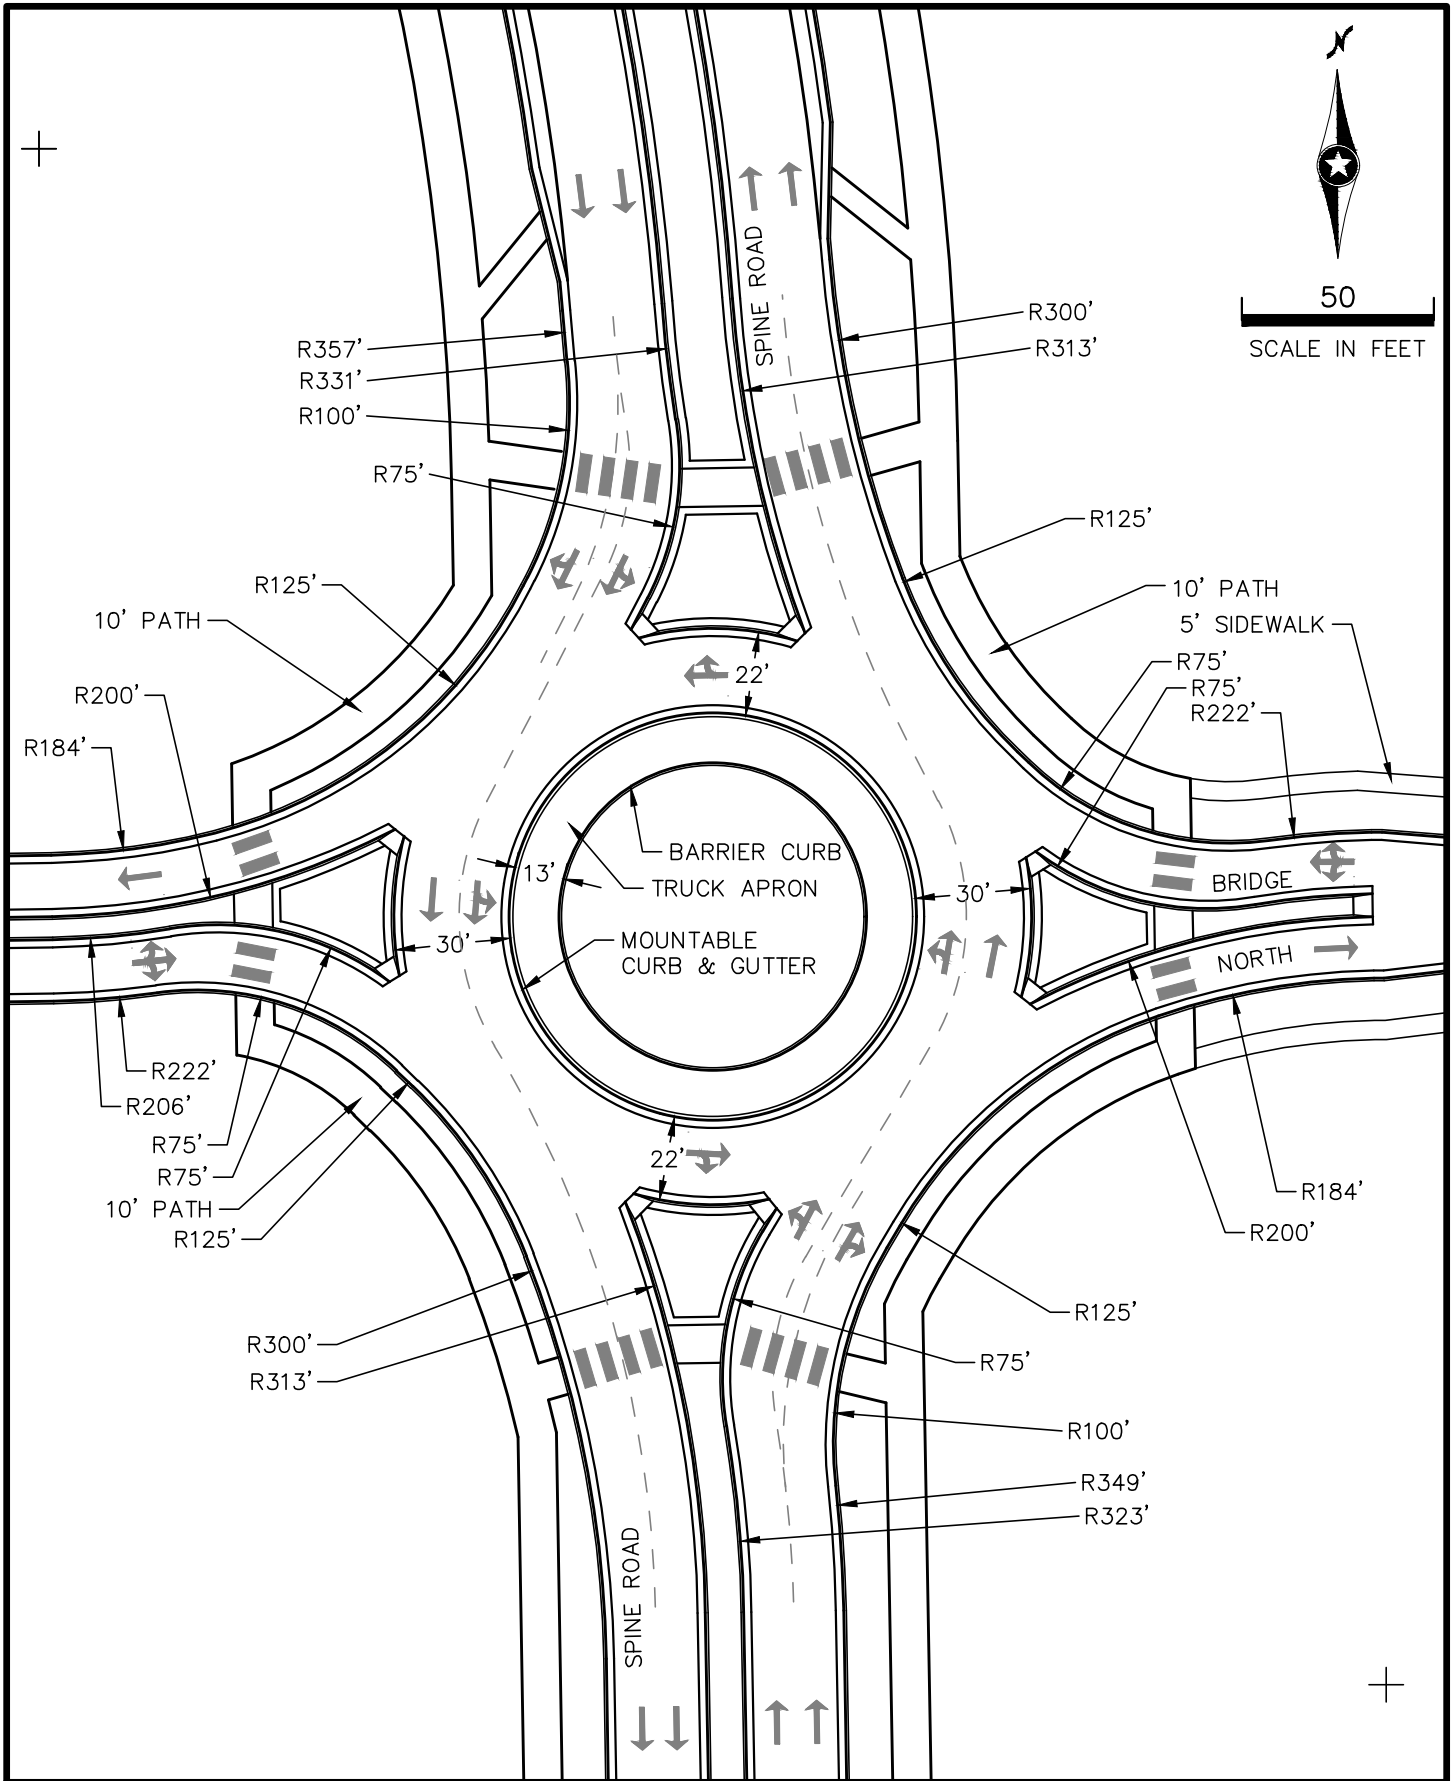 N
50
SCALE IN FEET
SPINE ROAD
R300'
R313'
R357'
R331'
R100'
R75'
R125'
R125'
10' PATH
10' PATH
5' SIDEWALK
R75'
R75'
R222'
22'
R200'
R184'
BARRIER CURB
TRUCK APRON
13'
30'
BRIDGE
MOUNTABLE
CURB & GUTTER
30'
NORTH
R222'
R206'
R75'
R75'
10' PATH
R125'
22'
R184'
R200'
R125'
R300'
R313'
R75'
R100'
R349'
R323'
SPINE ROAD